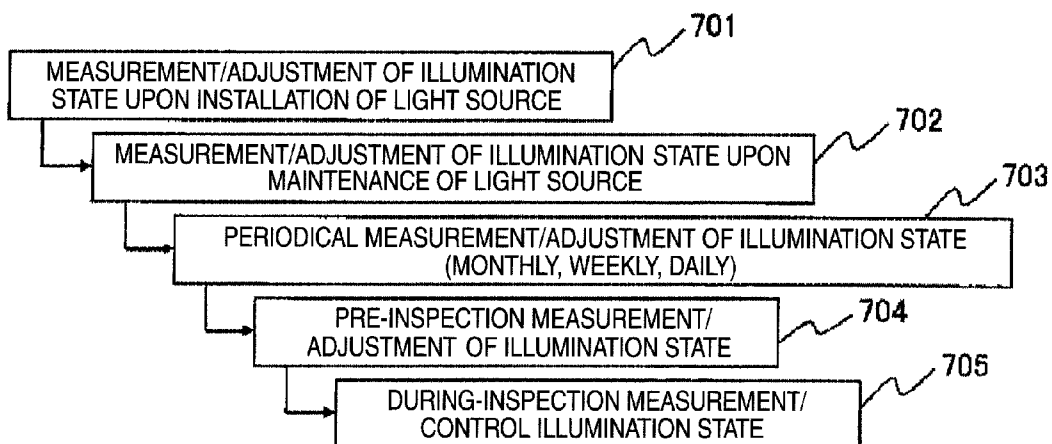 701
MEASUREMENT/ADJUSTMENT OF ILLUMINATION
STATE UPON INSTALLATION OF LIGHT SOURCE
702
MEASUREMENT/ADJUSTMENT OF ILLUMINATION STATE UPON
MAINTENANCE OF LIGHT SOURCE
703
PERIODICAL MEASUREMENT/ADJUSTMENT OF ILLUMINATION STATE
(MONTHLY, WEEKLY, DAILY)
704
PRE-INSPECTION MEASUREMENT/
ADJUSTMENT OF ILLUMINATION STATE
705
DURING-INSPECTION MEASUREMENT/
CONTROL ILLUMINATION STATE